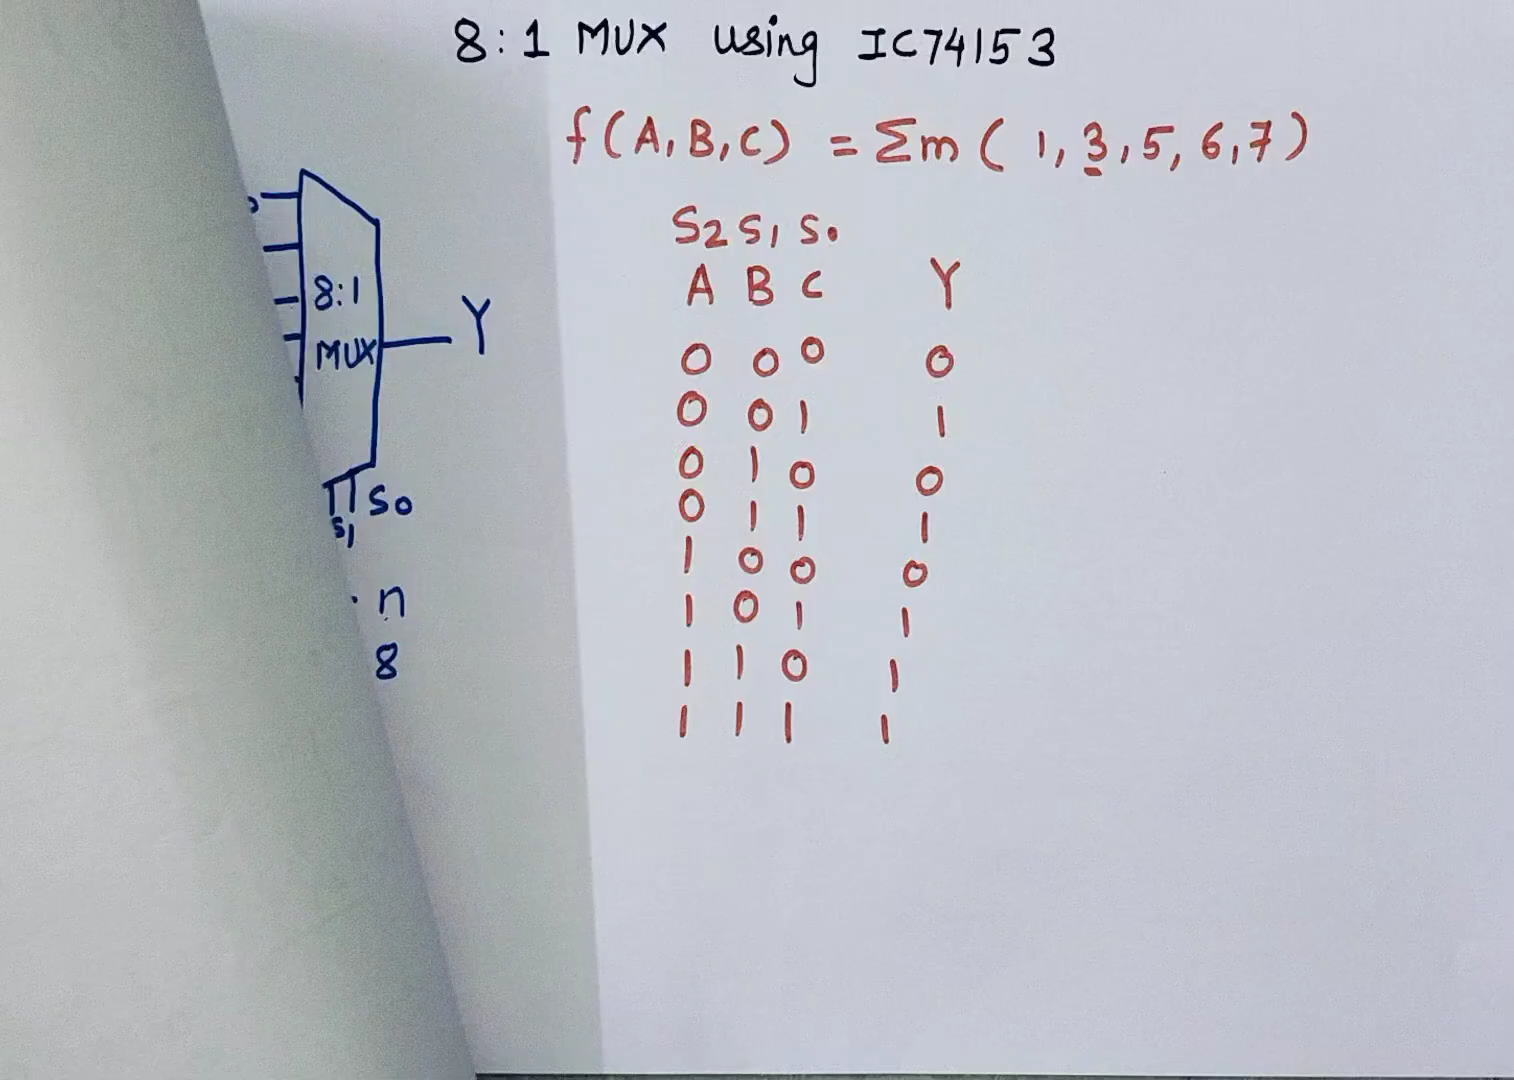 8:1 MUX using IC74153
f(A,B,C) = Σm( 1,3,5,6,7)
S2 S1 S0
A B C Y
0 0 0 0
0 0 1 1
0 1 0 0
0 1 1 1
1 0 0 0
1 0 1 1
1 1 0 1
1 1 1 1
8:1
MUX
Y
S0
S1
n
8